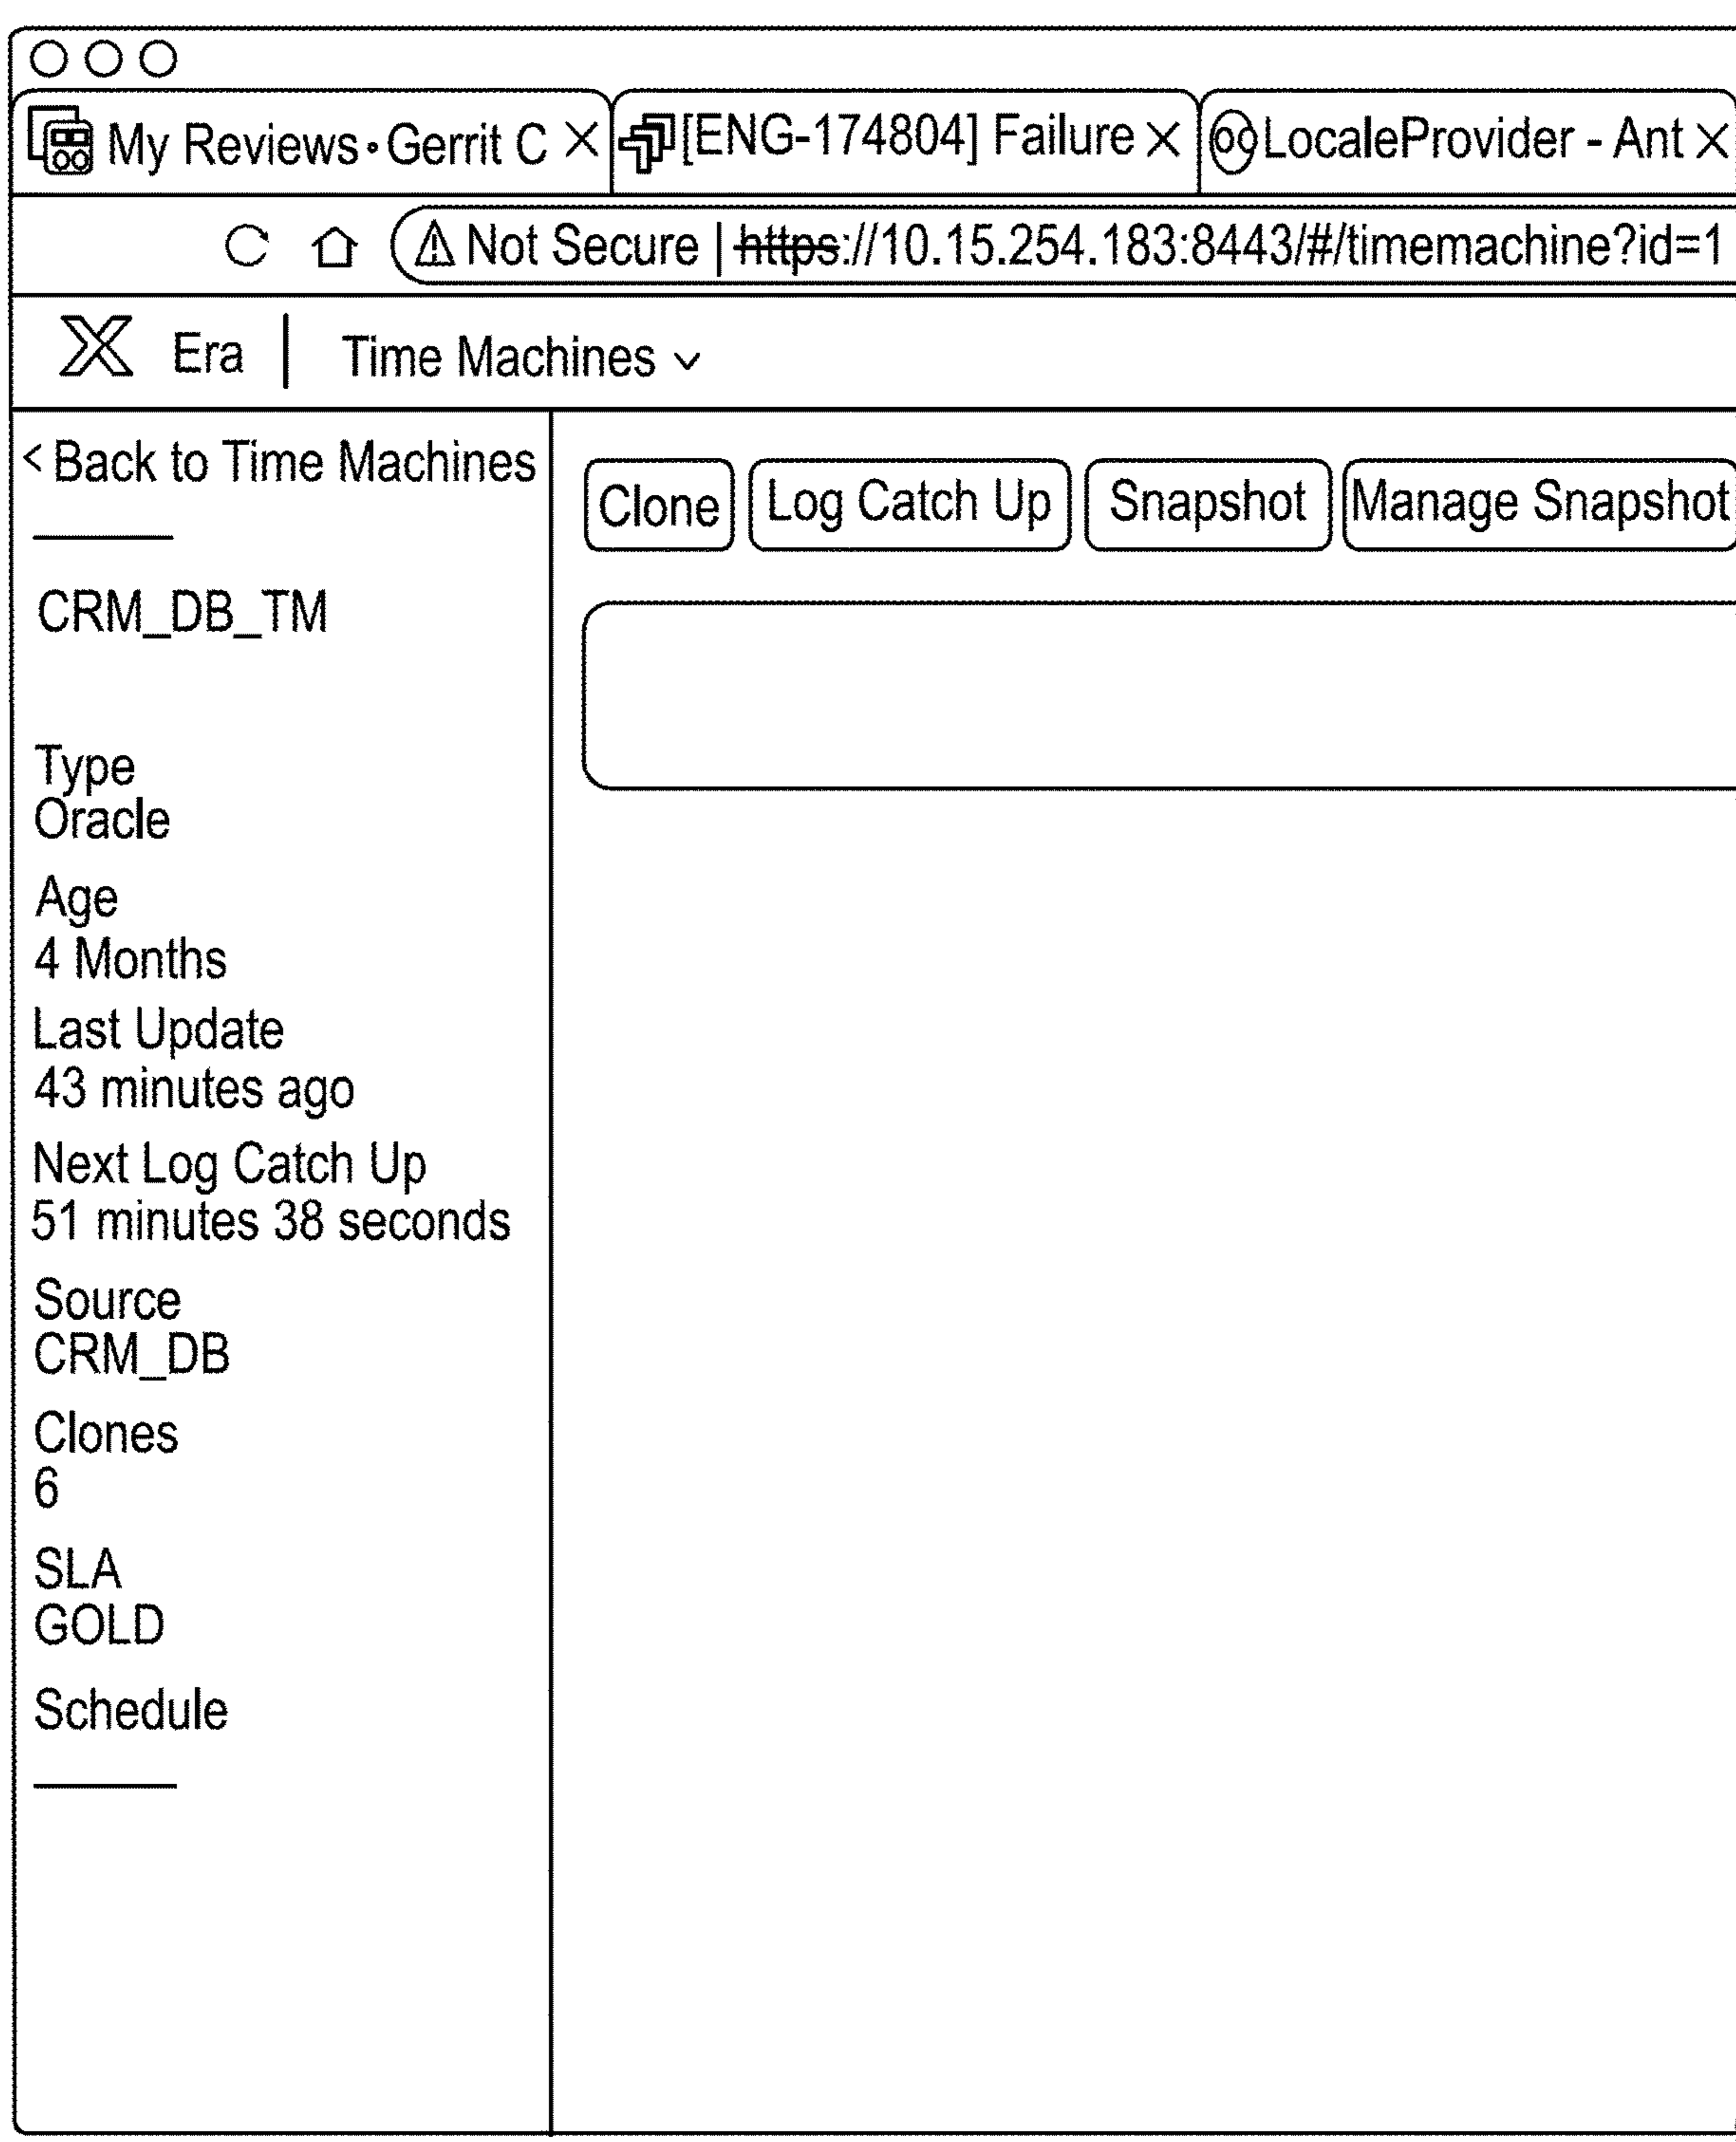 My Reviews·Gerrit C
[ENG-174804] Failure
LocaleProvider - Ant
Not Secure | https://10.15.254.183:8443/#/timemachine?id=1
Era | Time Machines
< Back to Time Machines
Clone
Log Catch Up
Snapshot
Manage Snapshot
CRM_DB_TM
Type
Oracle
Age
4 Months
Last Update
43 minutes ago
Next Log Catch Up
51 minutes 38 seconds
Source
CRM_DB
Clones
6
SLA
GOLD
Schedule